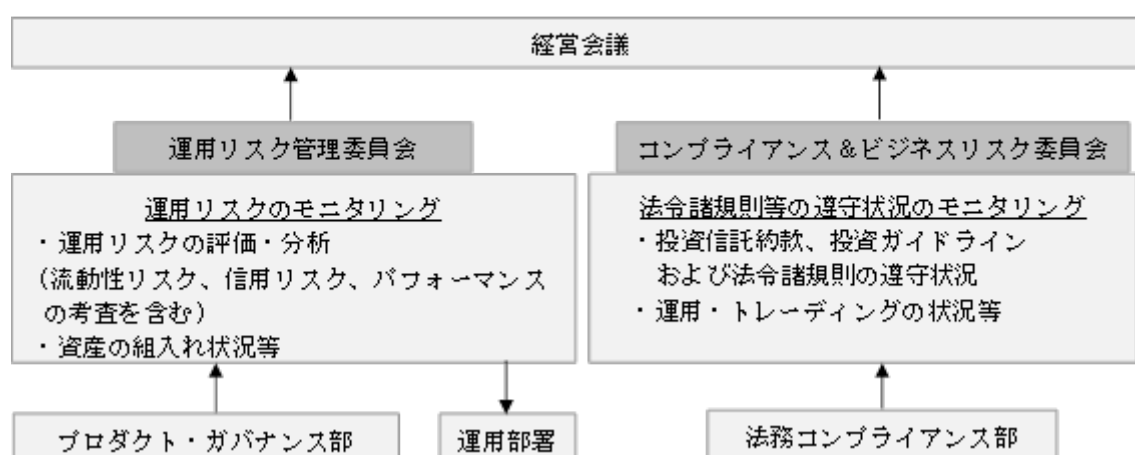 経営会議
運用リスク管理委員会
運用リスクのモニタリング
・運用リスクの評価・分析
(流動性リスク、信用リスク、パフォーマンス
の考査を含む)
・資産の組入れ状況等
プロダクト・ガバナンス部
運用部署
コンプライアンス&ビジネスリスク委員会
法令諸規則等の遵守状況のモニタリング
・投資信託約款、投資ガイドライン
および法令諸規則の遵守状況
・運用・トレーディングの状況等
法務コンプライアンス部